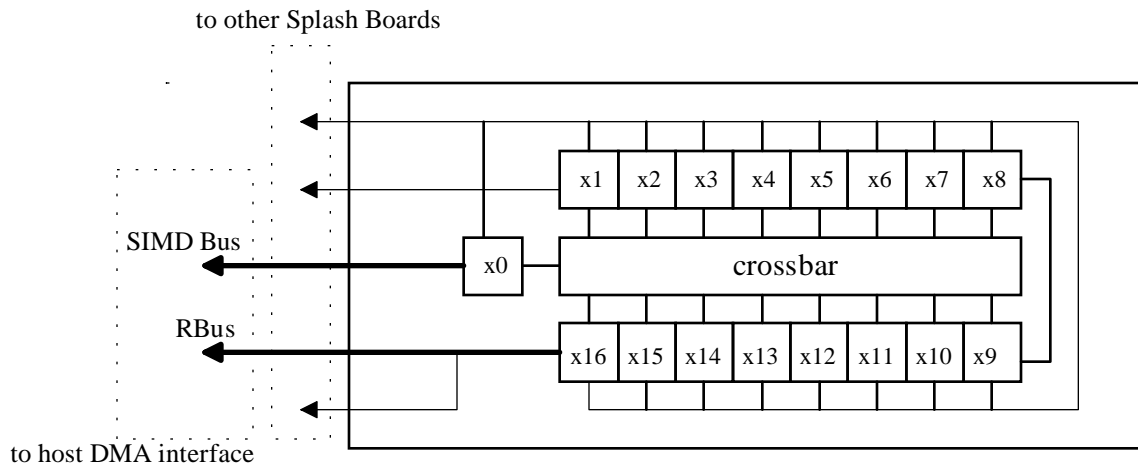 to other Splash Boards
x1 x2 x3 x4 x5 x6 x7 x8
SIMD Bus
x0
crossbar
RBus
x16 x15 x14 x13 x12 x11 x10 x9
to host DMA interface